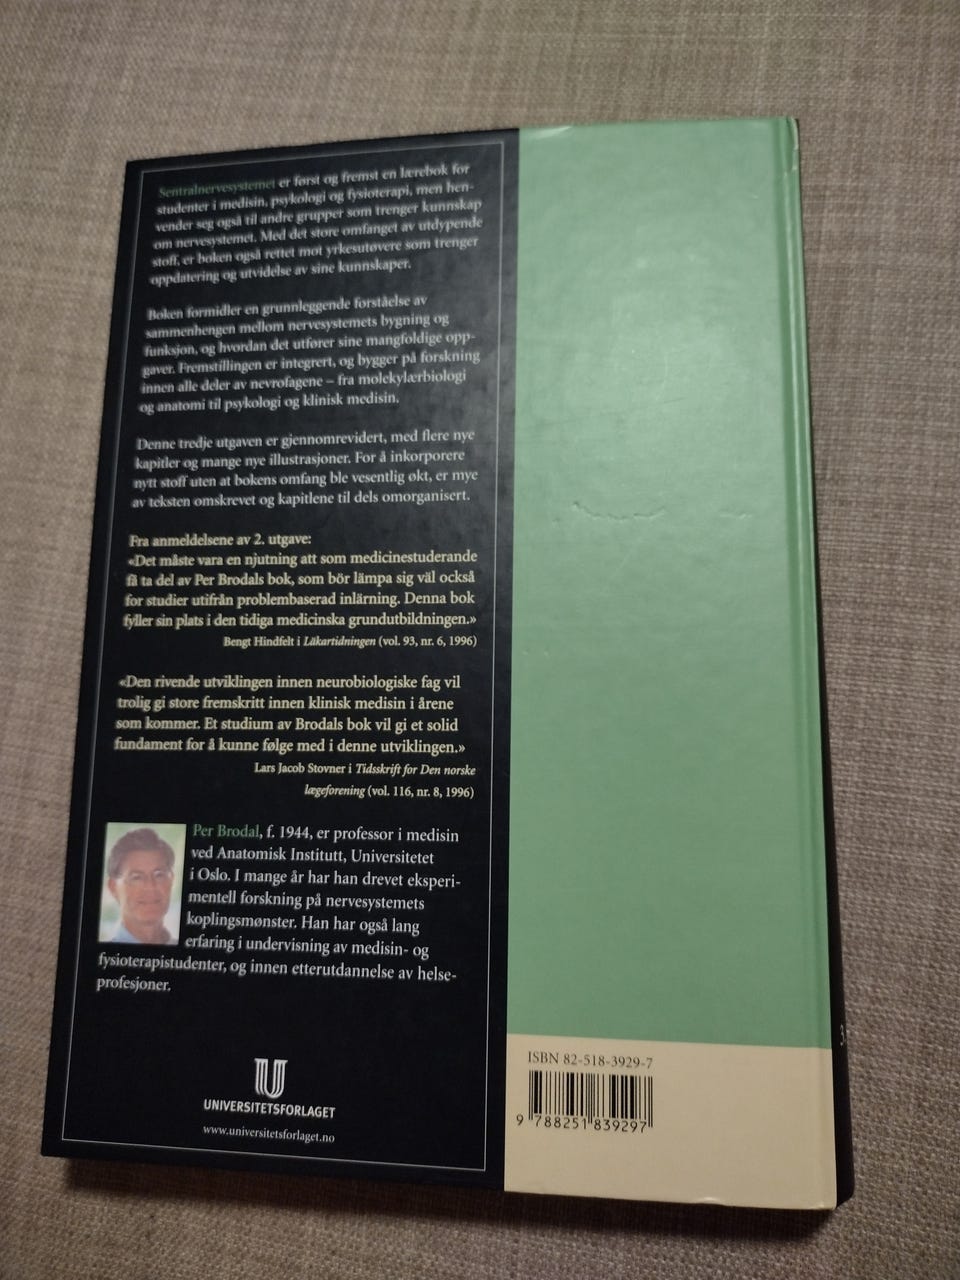 Sentralnervesystemet er først og fremst en lærebok for
studenter i medisin, psykologi og fysioterapi, men hen-
vender seg også til andre grupper som trenger kunnskap
om nervesystemet. Med det store omfanget av utdypende
stoff, er boken også rettet mot yrkesutøvere som trenger
oppdatering og utvidelse av sine kunnskaper.
Boken formidler en grunnleggende forståelse av
sammenhengen mellom nervesystemets bygning og
funksjon, og hvordan det utfører sine mangfoldige opp-
gaver. Fremstillingen er integrert, og bygger på forskning
innen alle deler av nevrofagene – fra molekylærbiologi
og anatomi til psykologi og klinisk medisin.
Denne tredje utgaven er gjennomrevidert, med flere nye
kapitler og mange nye illustrasjoner. For å inkorporere
nytt stoff uten at bokens omfang ble vesentlig økt, er mye
av teksten omskrevet og kapitlene til dels omorganisert.
Fra anmeldelsene av 2. utgave:
«Det måste vara en njutning att som medicinestuderande
få ta del av Per Brodals bok, som bör lämpa sig väl också
for studier utifrån problembaserad inlärning. Denna bok
fyller sin plats i den tidiga medicinska grundutbildningen.»
Bengt Hindfelt i Läkartidningen (vol. 93, nr. 6, 1996)
«Den rivende utviklingen innen neurobiologiske fag vil
trolig gi store fremskritt innen klinisk medisin i årene
som kommer. Et studium av Brodals bok vil gi et solid
fundament for å kunne følge med i denne utviklingen.»
Lars Jacob Stovner i Tidsskrift for Den norske
lægeforening (vol. 116, nr. 8, 1996)
Per Brodal, f. 1944, er professor i medisin
ved Anatomisk Institutt, Universitetet
i Oslo. I mange år har han drevet eksperi-
mentell forskning på nervesystemets
koplingsmønster. Han har også lang
erfaring i undervisning av medisin- og
fysioterapistudenter, og innen etterutdannelse av helse-
profesjoner.
UNIVERSITETSFORLAGET
www.universitetsforlaget.no
ISBN 82-518-3929-7
9 788251 839297